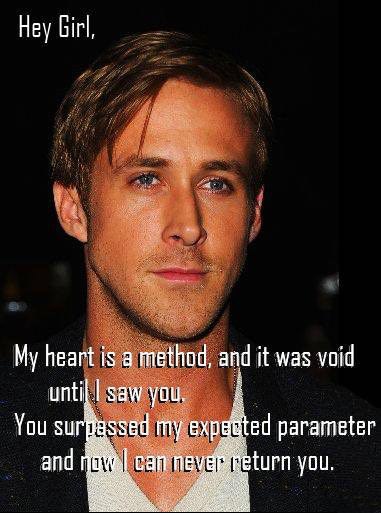 Hey Girl,
My heart is a method, and it was void
until I saw you.
You surpassed my expected parameter
and now I can never return you.